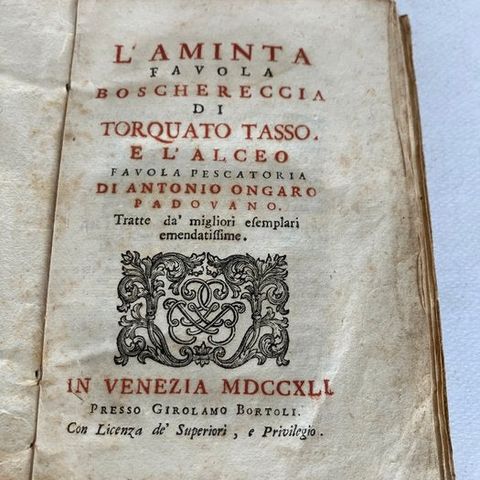 L'AMINTA
FAVOLA
BOSCHERECCIA
DI
TORQUATO TASSO.
E L'ALCEO
FAVOLA PESCATORIA
DI ANTONIO ONGARO
PADOVANO.
Tratte da' migliori eſemplari
emendatiſſime.
IN VENEZIA MDCCXLI.
PRESSO GIROLAMO BORTOLI.
Con Licenza de' Superiori, e Privilegio.